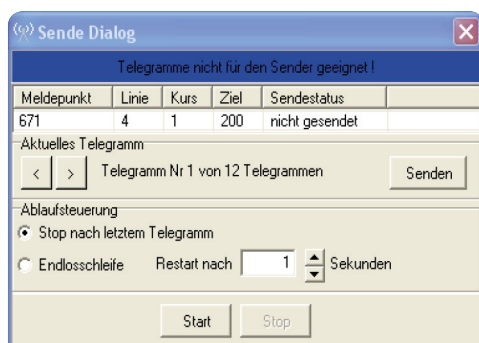 Sende Dialog
Telegramme nicht für den Sender geeignet !
Meldepunkt Linie Kurs Ziel Sendestatus
671 4 1 200 nicht gesendet
Aktuelles Telegramm
< > Telegramm Nr 1 von 12 Telegrammen Senden
Ablaufsteuerung
Stop nach letztem Telegramm
Endlosschleife Restart nach 1 Sekunden
Start Stop